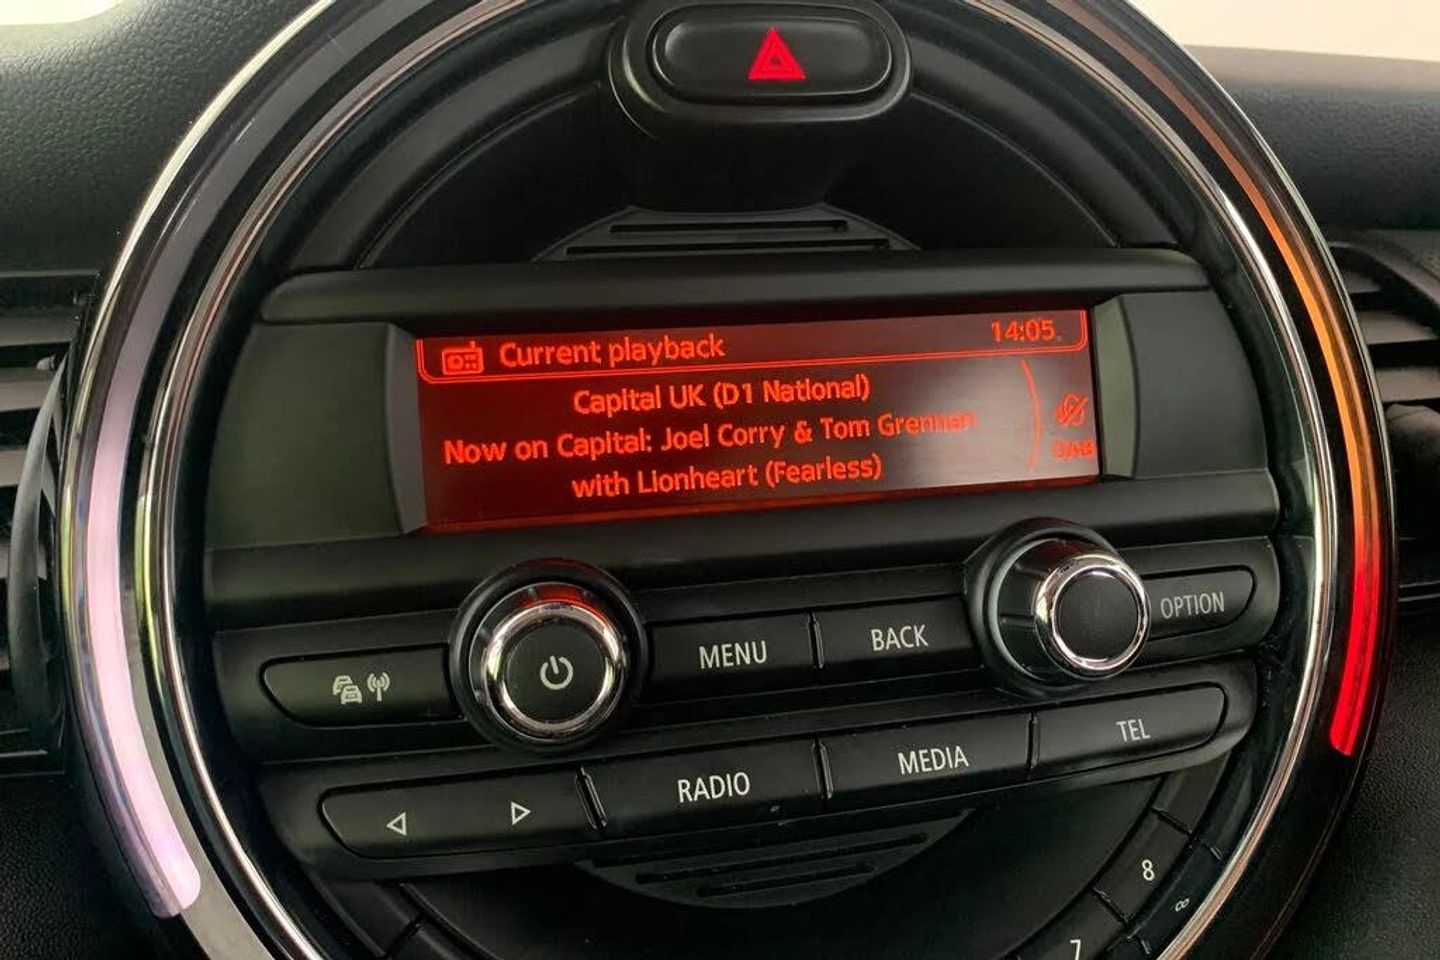 Current playback
14:05
Capital UK (D1 National)
Now on Capital: Joel Corry & Tom Grennan
with Lionheart (Fearless)
DAB
MENU
BACK
OPTION
RADIO
MEDIA
TEL
8
7